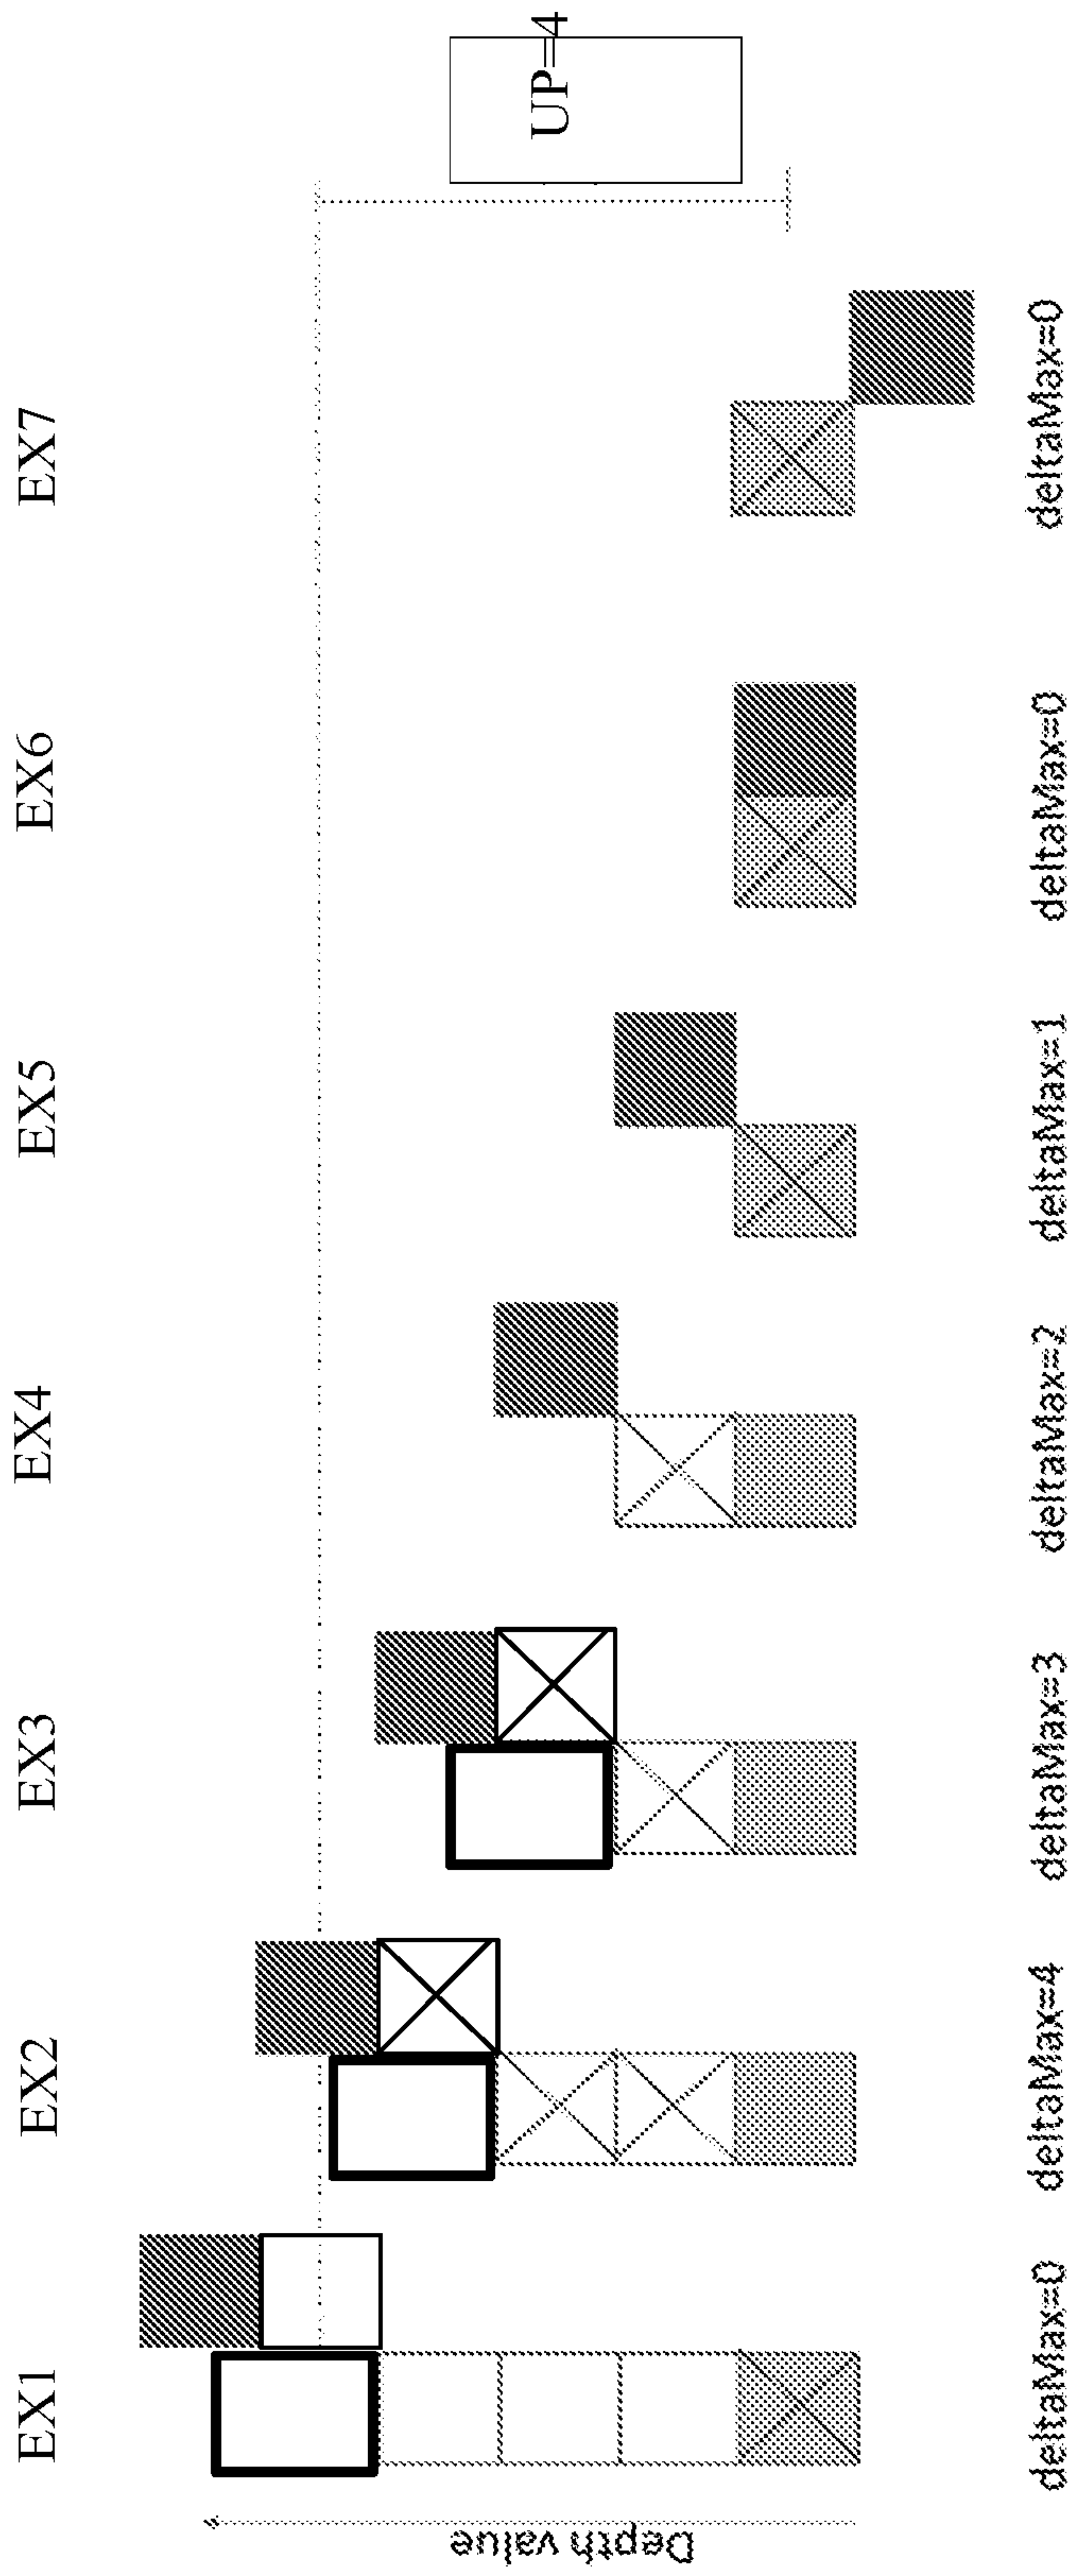 EX1
EX2
EX3
EX4
EX5
EX6
EX7
UP=4
Depth value
deltaMax=0
deltaMax=4
deltaMax=3
deltaMax=2
deltaMax=1
deltaMax=0
deltaMax=0